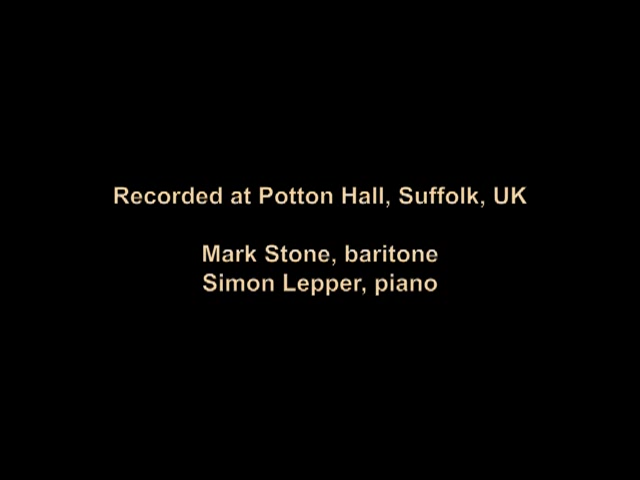 Recorded at Potton Hall, Suffolk, UK
Mark Stone, baritone
Simon Lepper, piano